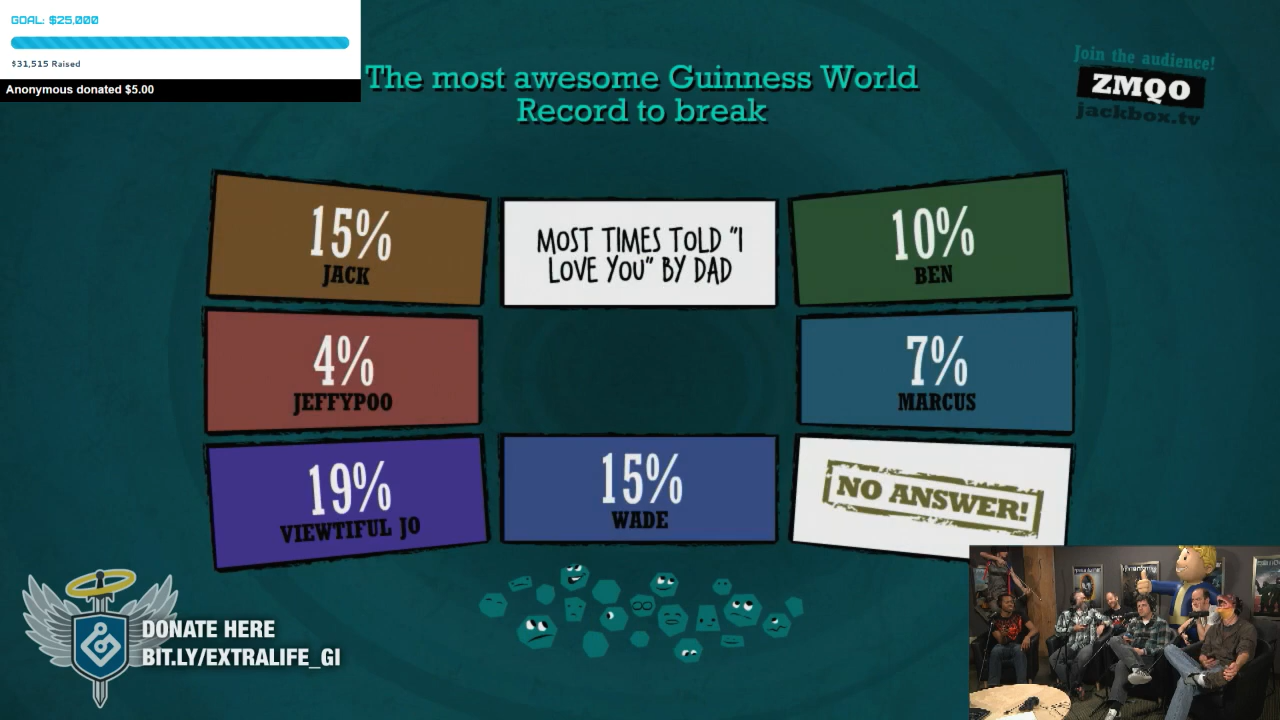 GOAL: $25,000
$31,515 Raised
Anonymous donated $5.00
The most awesome Guinness World
Record to break
Join the audience!
ZMQO
jackbox.tv
15%
JACK
MOST TIMES TOLD "I
LOVE YOU" BY DAD
10%
BEN
4%
JEFFYPOO
7%
MARCUS
19%
VIEWTIFUL JO
15%
WADE
NO ANSWER!
DONATE HERE
BIT.LY/EXTRALIFE_GI